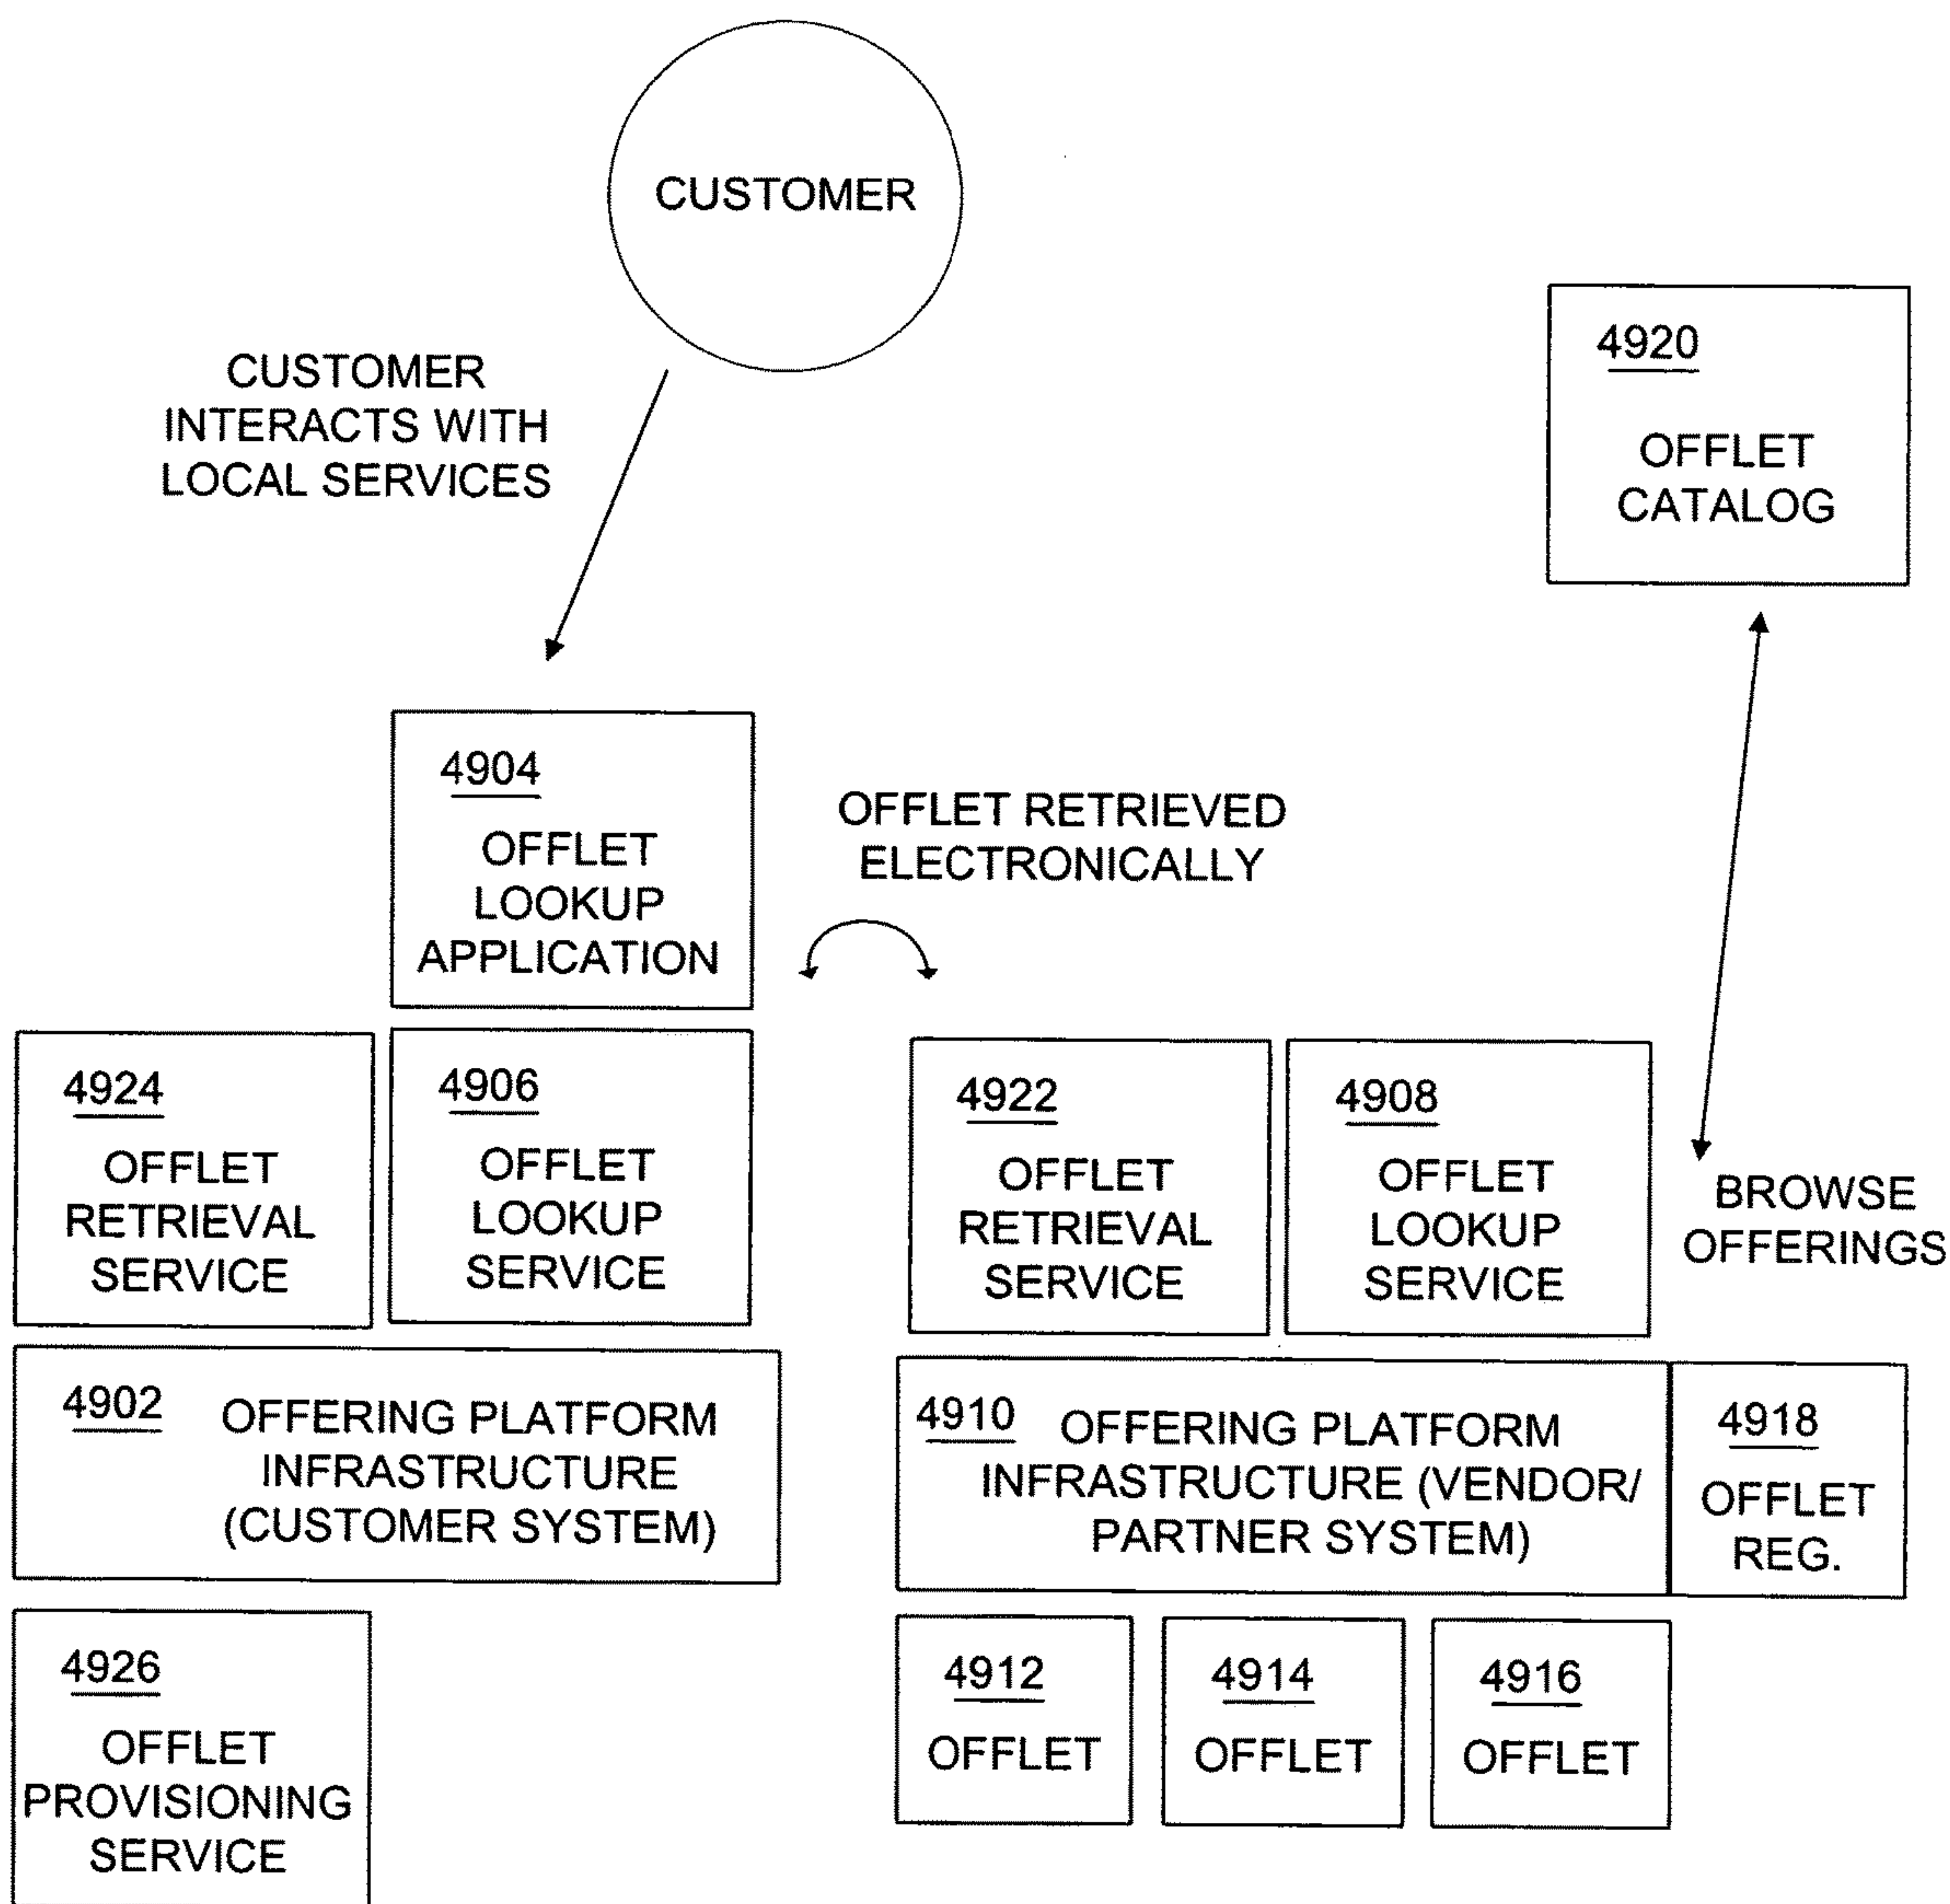 CUSTOMER
CUSTOMER
INTERACTS WITH
LOCAL SERVICES
4920
OFFLET
CATALOG
4904
OFFLET
LOOKUP
APPLICATION
OFFLET RETRIEVED
ELECTRONICALLY
4924
OFFLET
RETRIEVAL
SERVICE
4906
OFFLET
LOOKUP
SERVICE
4922
OFFLET
RETRIEVAL
SERVICE
4908
OFFLET
LOOKUP
SERVICE
BROWSE
OFFERINGS
4902
OFFERING PLATFORM
INFRASTRUCTURE
(CUSTOMER SYSTEM)
4910
OFFERING PLATFORM
INFRASTRUCTURE (VENDOR/
PARTNER SYSTEM)
4918
OFFLET
REG.
4926
OFFLET
PROVISIONING
SERVICE
4912
OFFLET
4914
OFFLET
4916
OFFLET